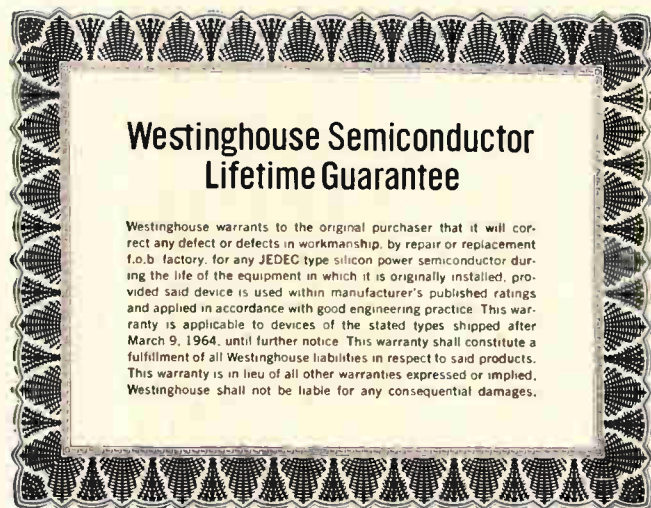 Westinghouse Semiconductor
Lifetime Guarantee
Westinghouse warrants to the original purchaser that it will cor-
rect any defect or defects in workmanship, by repair or replacement
f.o.b factory, for any JEDEC type silicon power semiconductor dur-
ing the life of the equipment in which it is originally installed, pro-
vided said device is used within manufacturer's published ratings
and applied in accordance with good engineering practice This war-
ranty is applicable to devices of the stated types shipped after
March 9, 1964, until further notice This warranty shall constitute a
fulfillment of all Westinghouse liabilities in respect to said products.
This warranty is in lieu of all other warranties expressed or implied.
Westinghouse shall not be liable for any consequential damages.